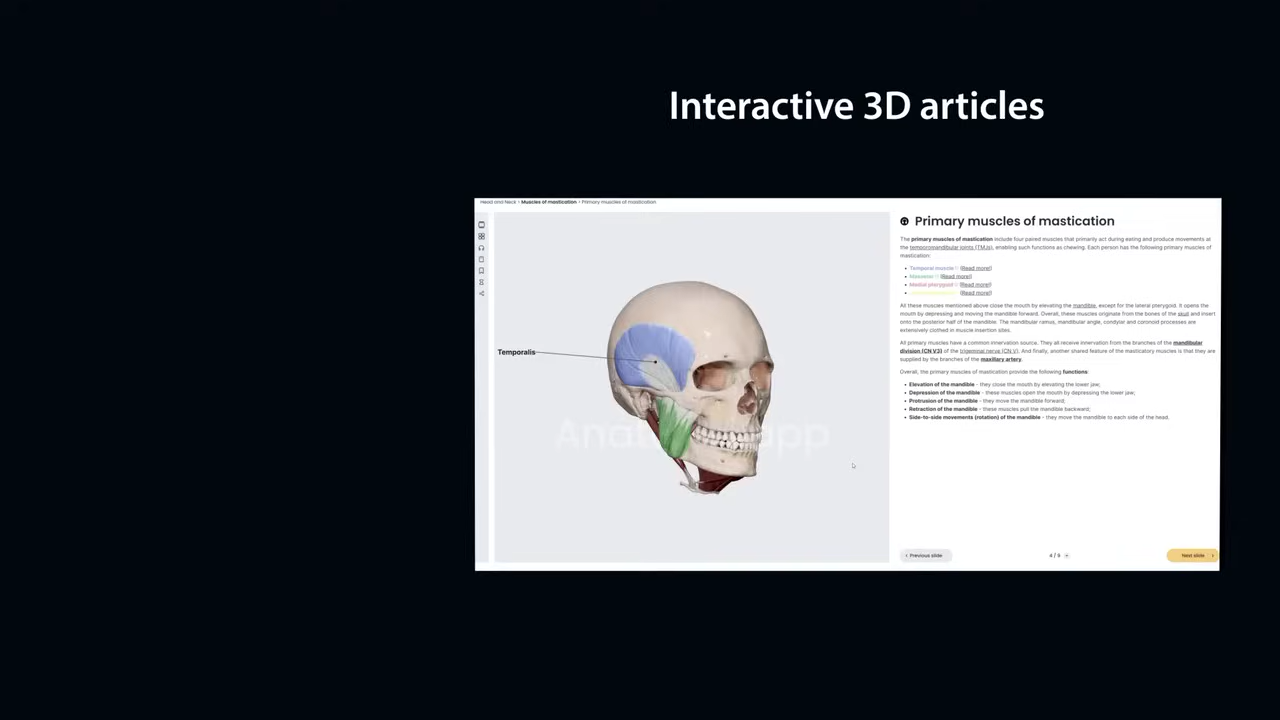 Interactive 3D articles
Head and Neck > Muscles of mastication > Primary muscles of mastication
Primary muscles of mastication
The primary muscles of mastication include four paired muscles that primarily act during eating and produce movements at
the temporomandibular joints (TMJs), enabling such functions as chewing. Each person has the following primary muscles of
mastication:
Temporal muscle (Read more!)
Masseter (Read more!)
Medial pterygoid (Read more!)
(Read more!)
All these muscles mentioned above close the mouth by elevating the mandible, except for the lateral pterygoid. It opens the
mouth by depressing and moving the mandible forward. Overall, these muscles originate from the bones of the skull and insert
onto the posterior half of the mandible. The mandibular ramus, mandibular angle, condylar and coronoid processes are
extensively clothed in muscle insertion sites.
All primary muscles have a common innervation source. They all receive innervation from the branches of the mandibular
division (CN V3) of the trigeminal nerve (CN V). And finally, another shared feature of the masticatory muscles is that they are
supplied by the branches of the maxillary artery.
Overall, the primary muscles of mastication provide the following functions:
Elevation of the mandible - they close the mouth by elevating the lower jaw;
Depression of the mandible - these muscles open the mouth by depressing the lower jaw;
Protrusion of the mandible - they move the mandible forward;
Retraction of the mandible - these muscles pull the mandible backward;
Side-to-side movements (rotation) of the mandible - they move the mandible to each side of the head.
Temporalis
Previous slide
4 / 9
Next slide